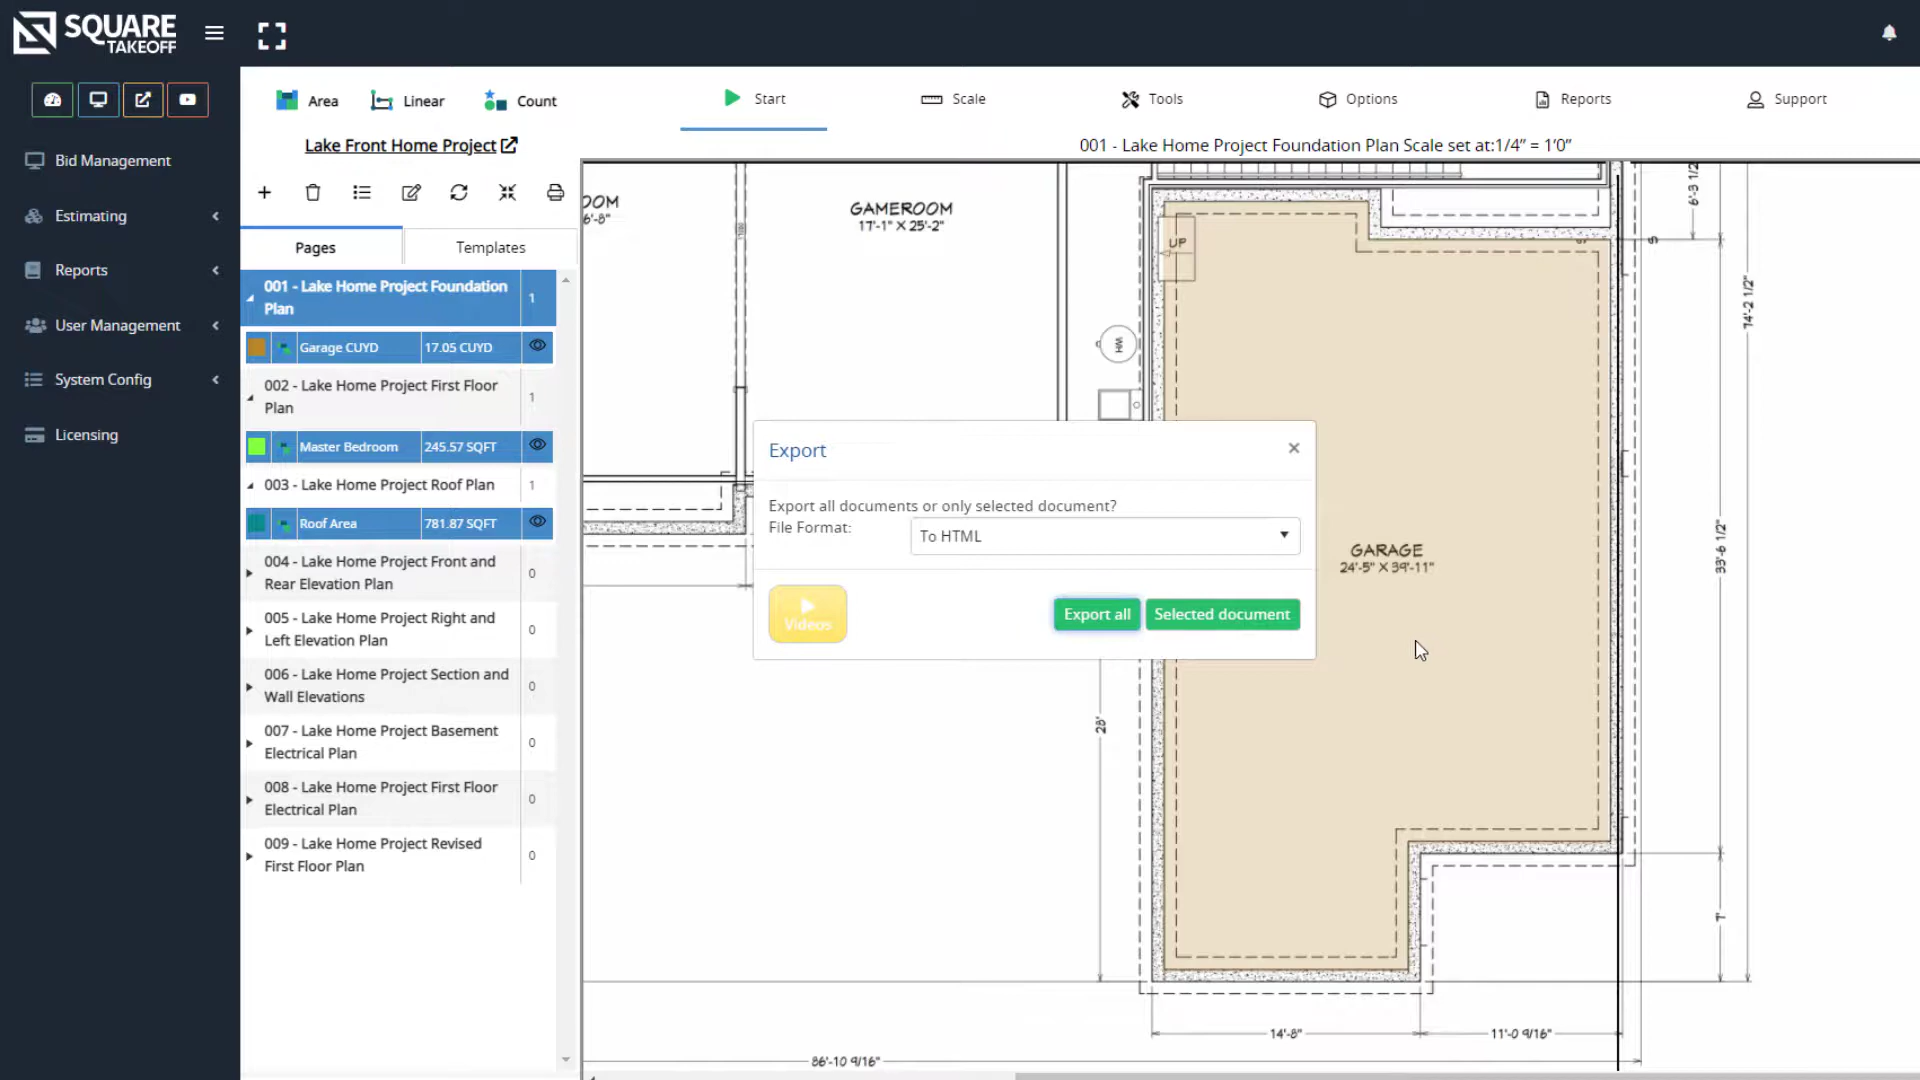 SQUARE
TAKEOFF
Area
Linear
Count
Start
Scale
Tools
Options
Reports
Support
Lake Front Home Project
001 - Lake Home Project Foundation Plan Scale set at:1/4” = 1’0”
Bid Management
Estimating
Reports
User Management
System Config
Licensing
Pages
Templates
001 - Lake Home Project Foundation
Plan
1
Garage CUYD
17.05 CUYD
002 - Lake Home Project First Floor
Plan
1
Master Bedroom
245.57 SQFT
003 - Lake Home Project Roof Plan
1
Roof Area
781.87 SQFT
004 - Lake Home Project Front and
Rear Elevation Plan
0
005 - Lake Home Project Right and
Left Elevation Plan
0
006 - Lake Home Project Section and
Wall Elevations
0
007 - Lake Home Project Basement
Electrical Plan
0
008 - Lake Home Project First Floor
Electrical Plan
0
009 - Lake Home Project Revised
First Floor Plan
0
OOM
6'-8"
GAMEROOM
17'-1" X 25'-2"
UP
WH
6'-3 1/2
74'-2 1/2"
Export
×
Export all documents or only selected document?
File Format:
To HTML
Videos
Export all
Selected document
GARAGE
24'-5" X 39'-11"
33'-6 1/2"
28'
7'
14'-8"
11'-0 9/16"
86'-10 9/16"